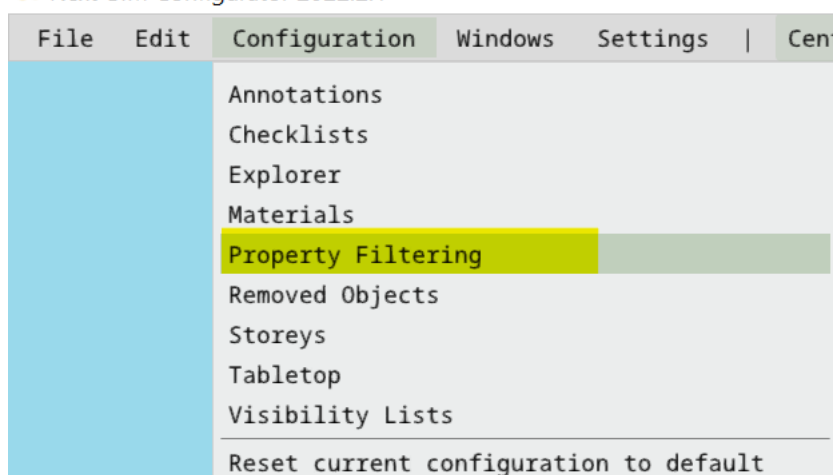 File Edit Configuration Windows Settings |
Annotations
Checklists
Explorer
Materials
Property Filtering
Removed Objects
Storeys
Tabletop
Visibility Lists
Reset current configuration to default